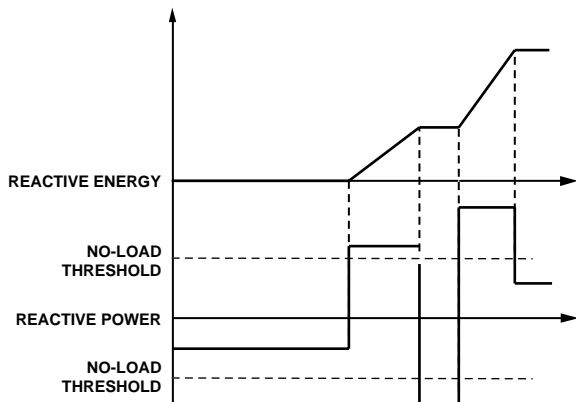 REACTIVE ENERGY
NO-LOAD
THRESHOLD
REACTIVE POWER
NO-LOAD
THRESHOLD